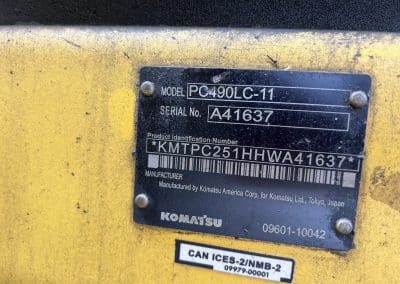 MODEL PC490LC-11
SERIAL No. A41637
Product Identification Number
*KMTPC251HHWA41637*
MANUFACTURER
Manufactured by Komatsu America Corp. for Komatsu Ltd., Tokyo, Japan
KOMATSU
09601-10042
CAN ICES-2/NMB-2
09979-00001